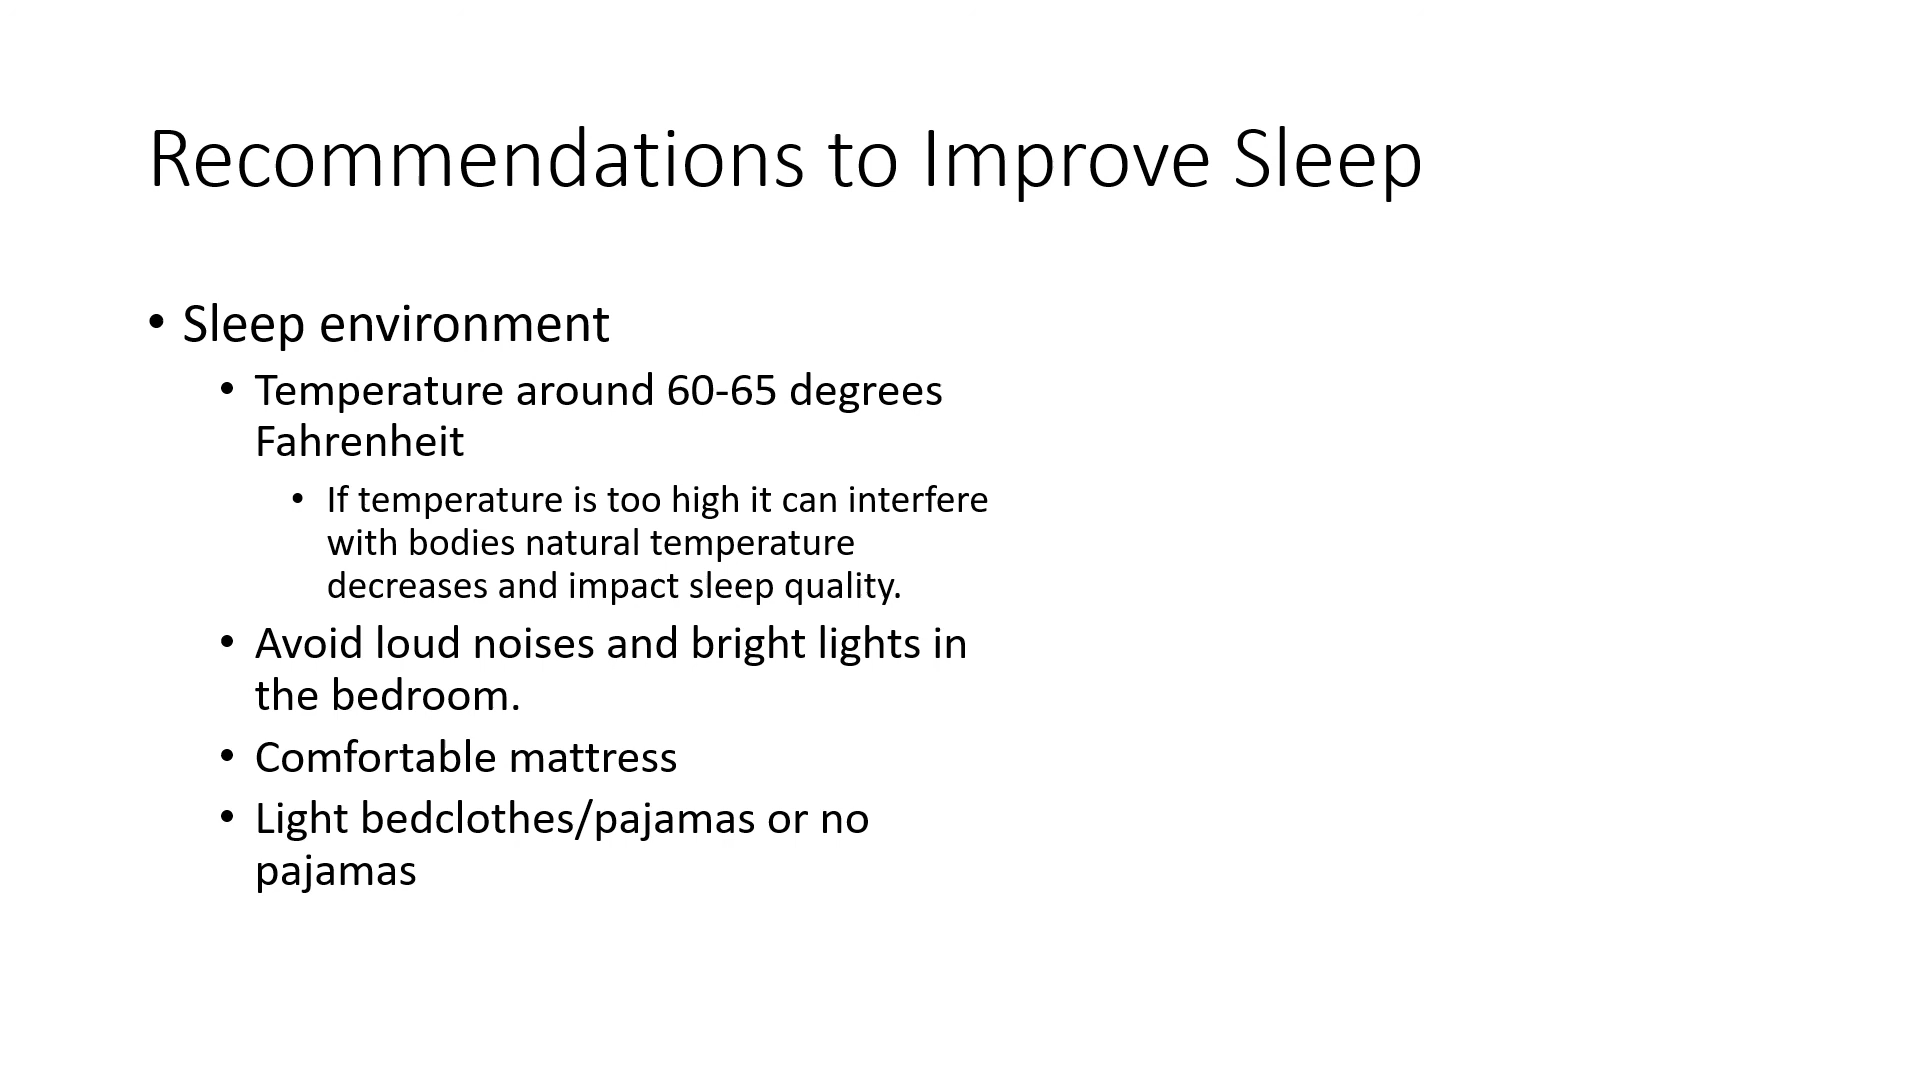 Recommendations to Improve Sleep
• Sleep environment
• Temperature around 60-65 degrees
Fahrenheit
• If temperature is too high it can interfere
with bodies natural temperature
decreases and impact sleep quality.
• Avoid loud noises and bright lights in
the bedroom.
• Comfortable mattress
• Light bedclothes/pajamas or no
pajamas